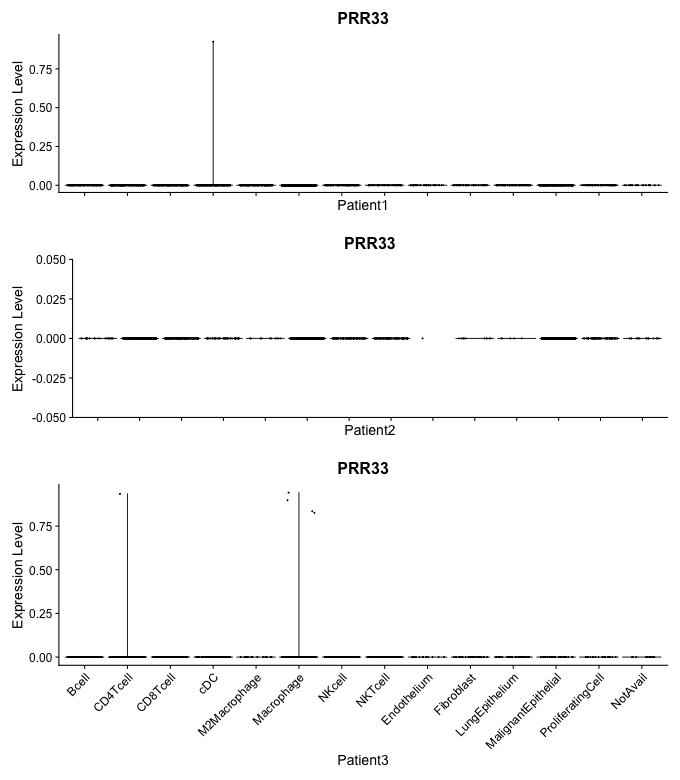 PRR33
Expression Level
0.75
0.50
0.25
0.00
Patient1
PRR33
Expression Level
0.050
0.025
0.000
-0.025
-0.050
Patient2
PRR33
Expression Level
0.75
0.50
0.25
0.00
Bcell
CD4Tcell
CD8Tcell
cDC
M2Macrophage
Macrophage
NKcell
NKTcell
Endothelium
Fibroblast
LungEpithelium
MalignantEpithelial
ProliferatingCell
NotAvail
Patient3